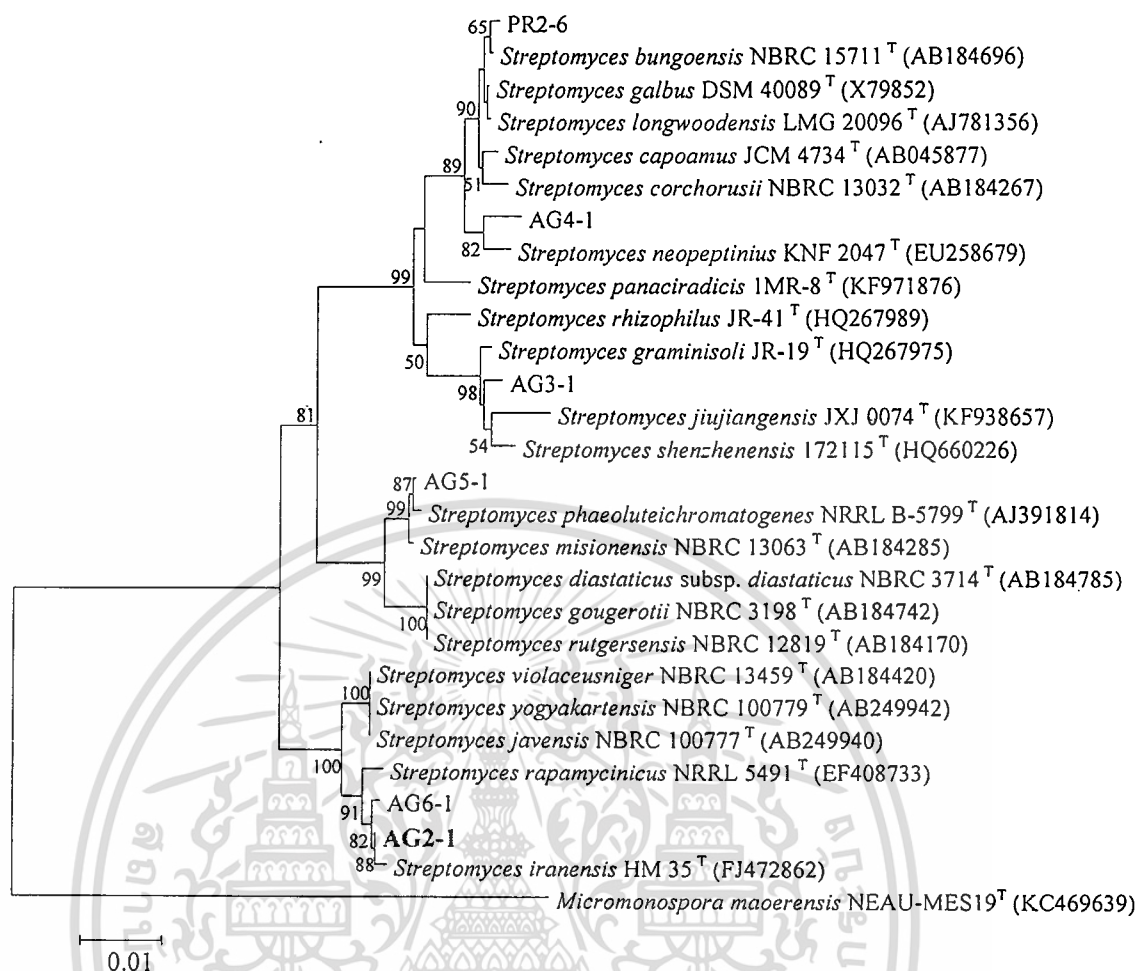 65 PR2-6
Streptomyces bungoensis NBRC 15711 T (AB184696)
Streptomyces galbus DSM 40089 T (X79852)
90
Streptomyces longwoodensis LMG 20096 T (AJ781356)
Streptomyces capoamus JCM 4734 T (AB045877)
89
51
Streptomyces corchorusii NBRC 13032 T (AB184267)
AG4-1
82 Streptomyces neopeptinius KNF 2047 T (EU258679)
99
Streptomyces panaciradicis 1MR-8 T (KF971876)
Streptomyces rhizophilus JR-41 T (HQ267989)
50
Streptomyces graminisoli JR-19 T (HQ267975)
98 AG3-1
81
Streptomyces jiujiangensis JXJ 0074 T (KF938657)
54 Streptomyces shenzhenensis 172115 T (HQ660226)
87 AG5-1
99
Streptomyces phaeoluteichromatogenes NRRL B-5799 T (AJ391814)
Streptomyces misionensis NBRC 13063 T (AB184285)
99
Streptomyces diastaticus subsp. diastaticus NBRC 3714 T (AB184785)
Streptomyces gougerotii NBRC 3198 T (AB184742)
100
Streptomyces rutgersensis NBRC 12819 T (AB184170)
Streptomyces violaceusniger NBRC 13459 T (AB184420)
100
Streptomyces yogyakartensis NBRC 100779 T (AB249942)
Streptomyces javensis NBRC 100777 T (AB249940)
100
Streptomyces rapamycinicus NRRL 5491 T (EF408733)
91 AG6-1
82 AG2-1
88 Streptomyces iranensis HM 35 T (FJ472862)
Micromonospora maoerensis NEAU-MES19 T (KC469639)
0.01